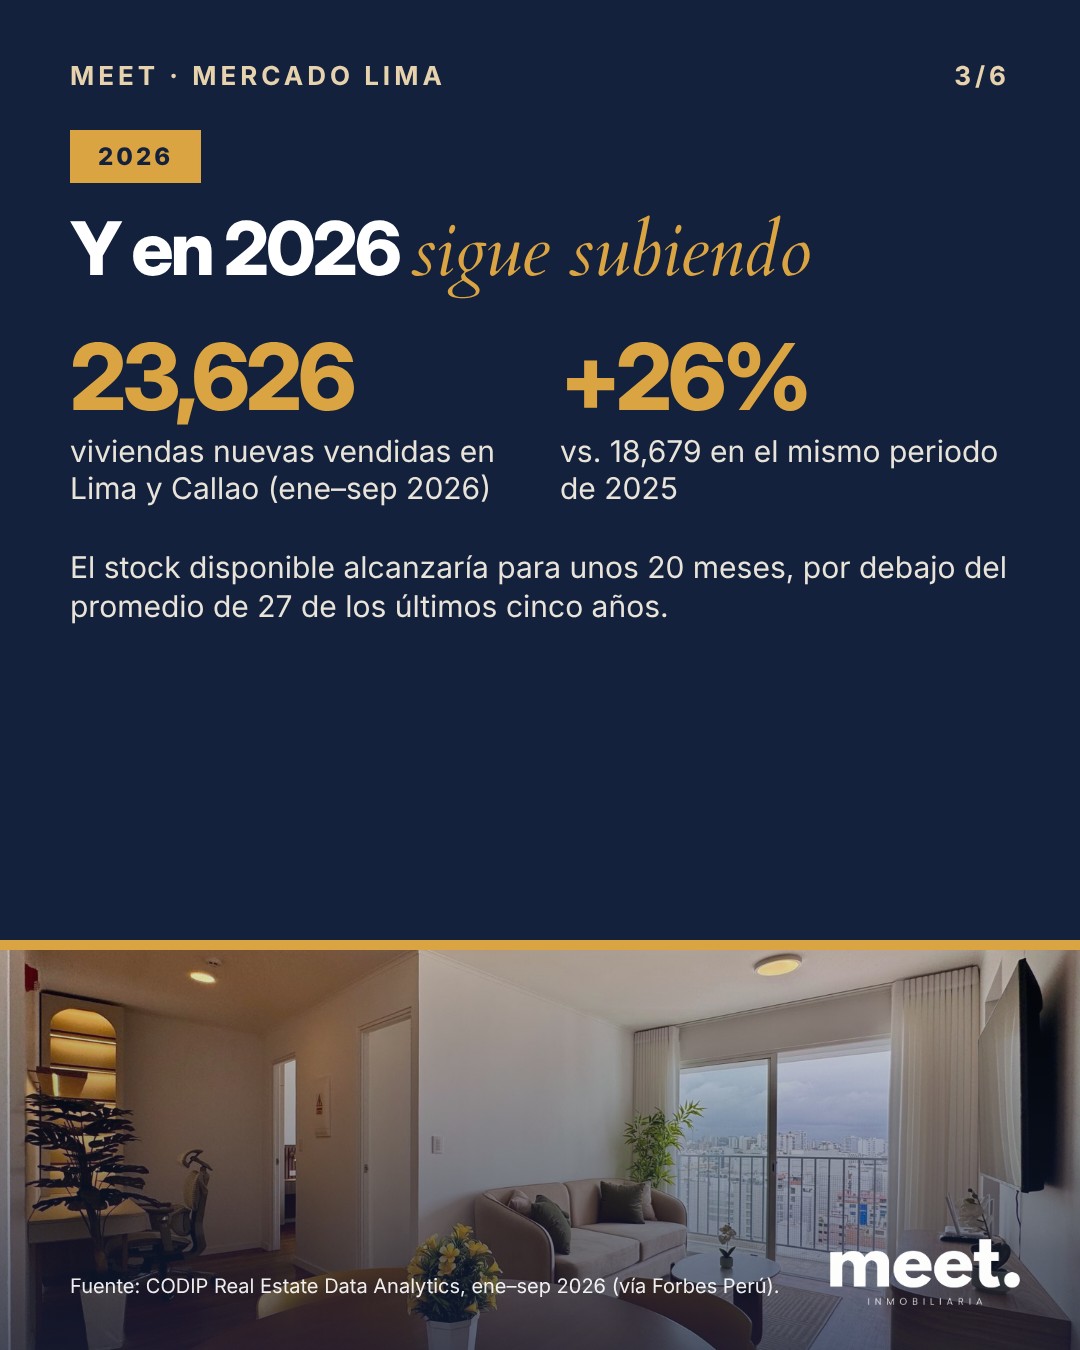 MEET · MERCADO LIMA
3/6
2026
Y en 2026 sigue subiendo
23,626
viviendas nuevas vendidas en
Lima y Callao (ene–sep 2026)
+26%
vs. 18,679 en el mismo periodo
de 2025
El stock disponible alcanzaría para unos 20 meses, por debajo del
promedio de 27 de los últimos cinco años.
Fuente: CODIP Real Estate Data Analytics, ene–sep 2026 (vía Forbes Perú).
meet.
INMOBILIARIA